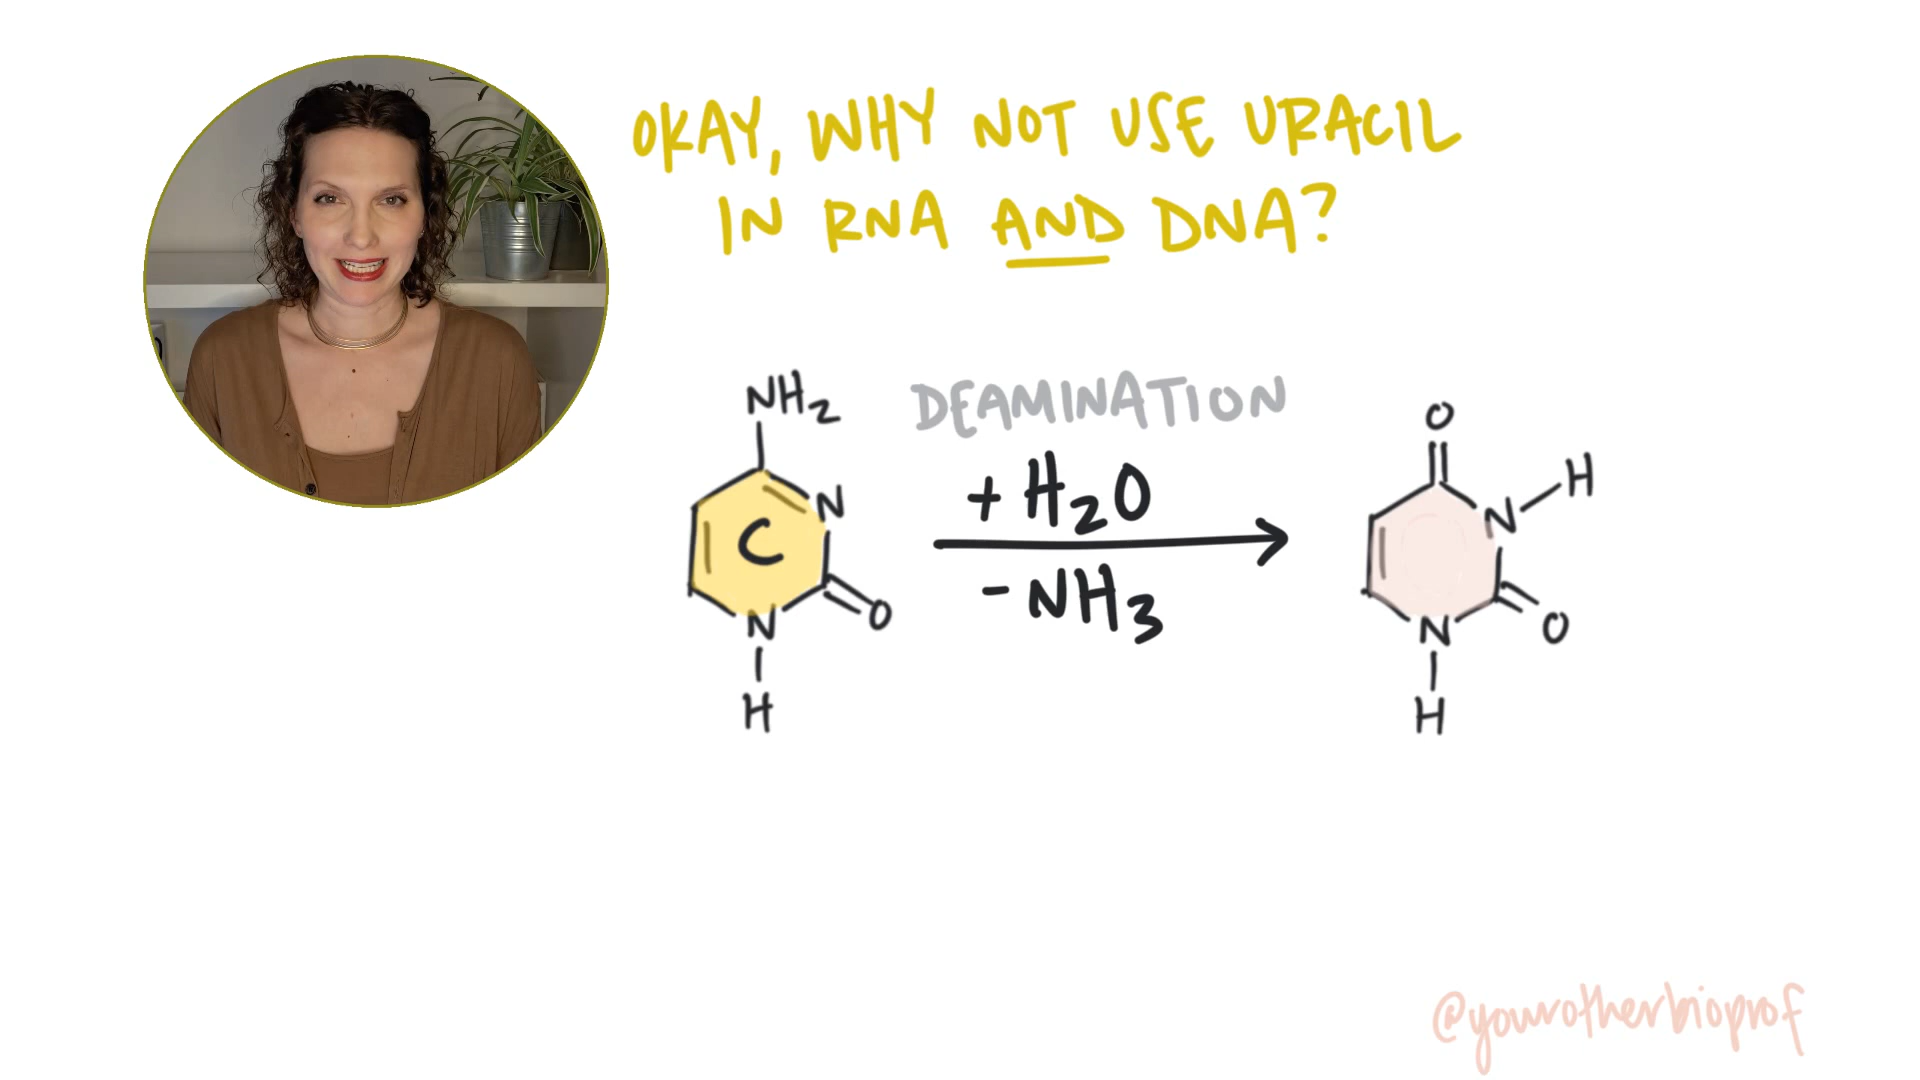 OKAY, WHY NOT USE URACIL
IN RNA AND DNA?
DEAMINATION
+ H2O
- NH3
NH2
N
C
O
N
H
O
H
N
O
N
H
@yourotherbioprof